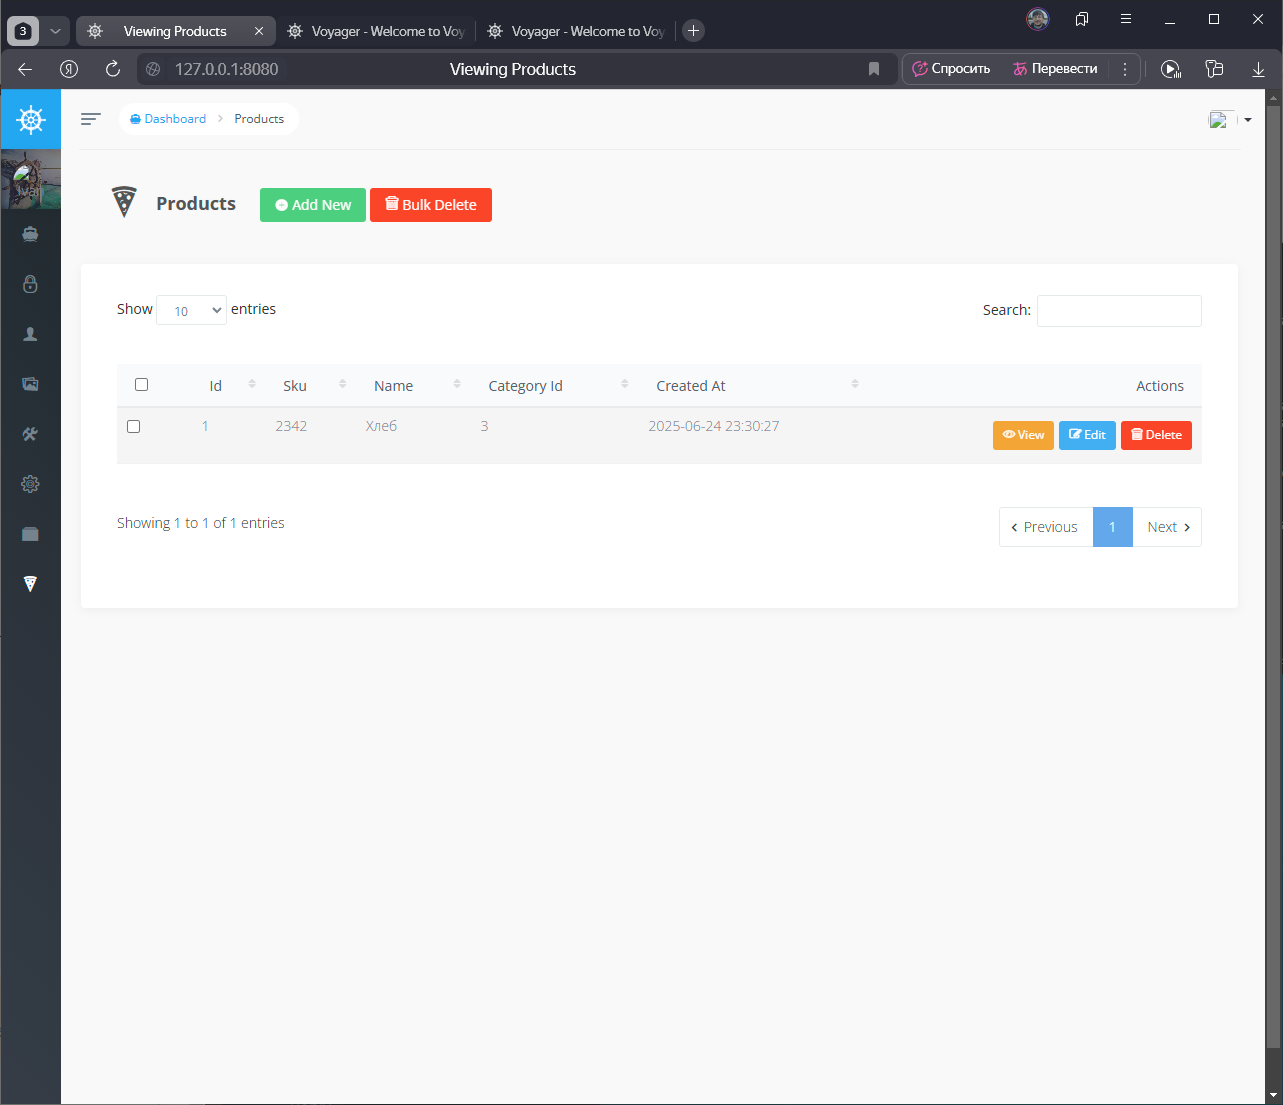 3
Viewing Products
Voyager - Welcome to Voy
Voyager - Welcome to Voy
127.0.0.1:8080
Viewing Products
Спросить
Перевести
Dashboard
Products
Products
Add New
Bulk Delete
Show 10 entries
Search:
Id Sku Name Category Id Created At Actions
1 2342 Хлеб 3 2025-06-24 23:30:27 View Edit Delete
Showing 1 to 1 of 1 entries
Previous 1 Next